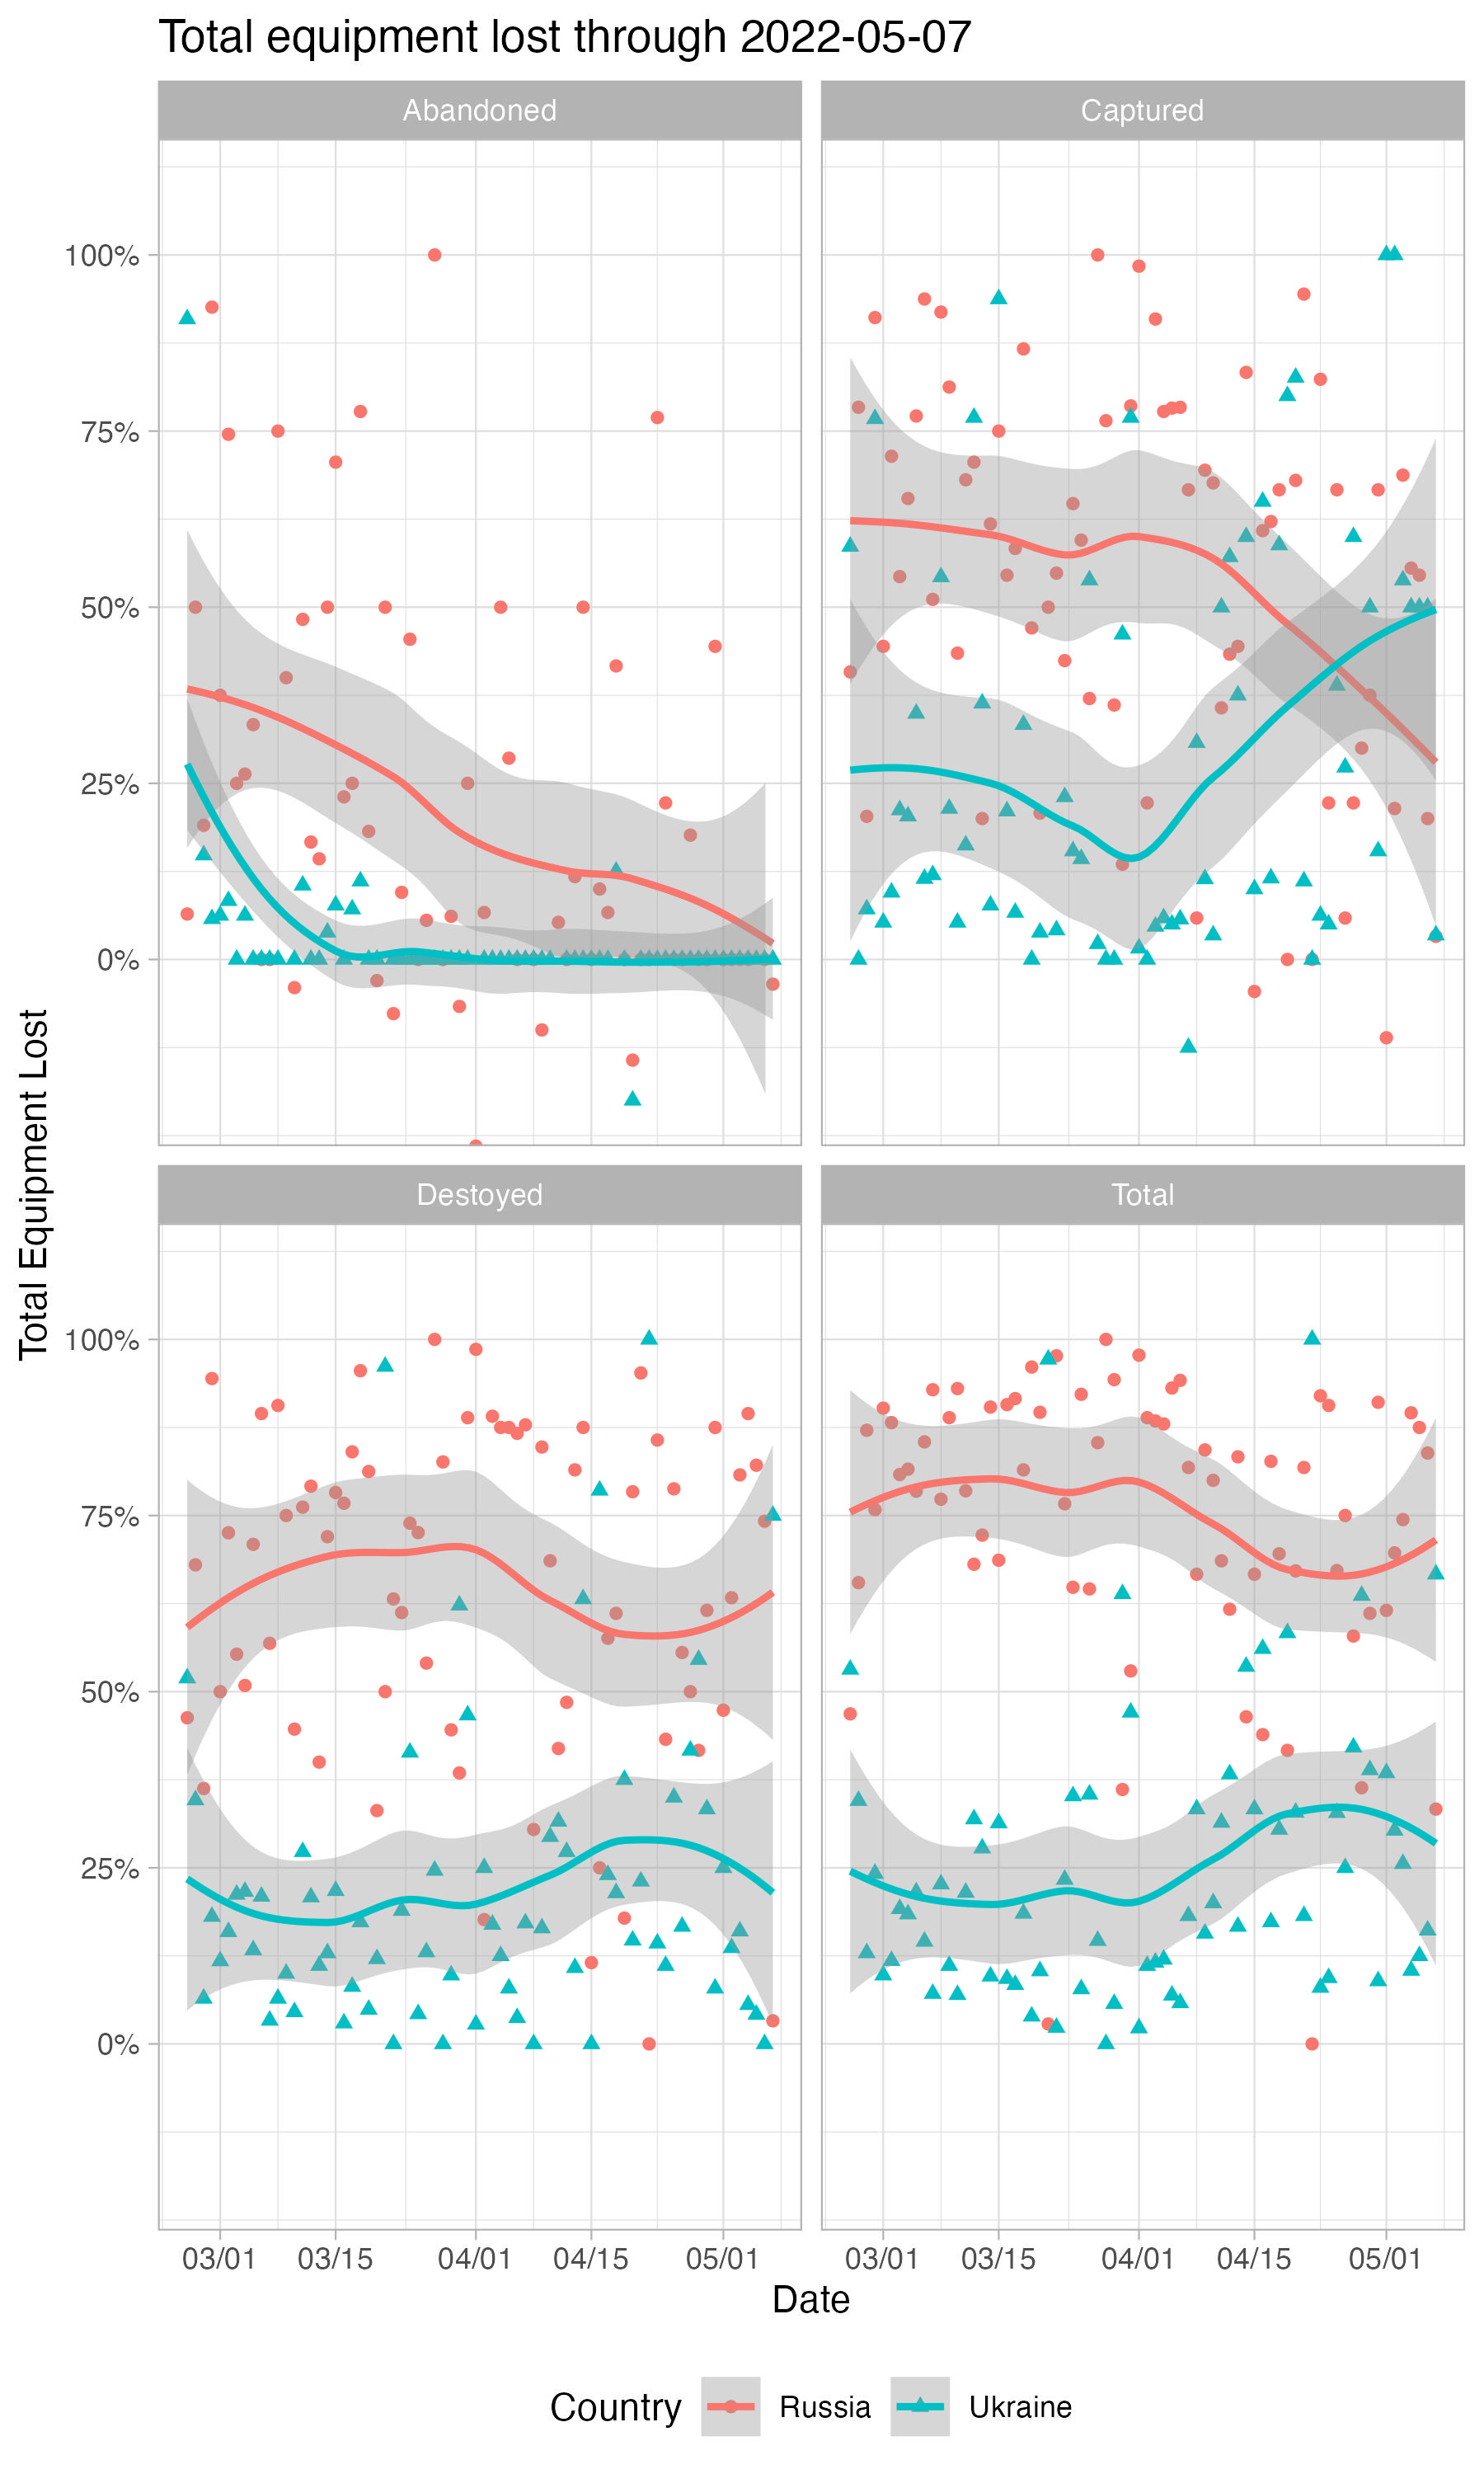 Total equipment lost through 2022-05-07
Abandoned
Captured
100%
75%
50%
25%
0%
Total Equipment Lost
Destoyed
Total
100%
75%
50%
25%
0%
03/01 03/15 04/01 04/15 05/01
03/01 03/15 04/01 04/15 05/01
Date
Country Russia Ukraine